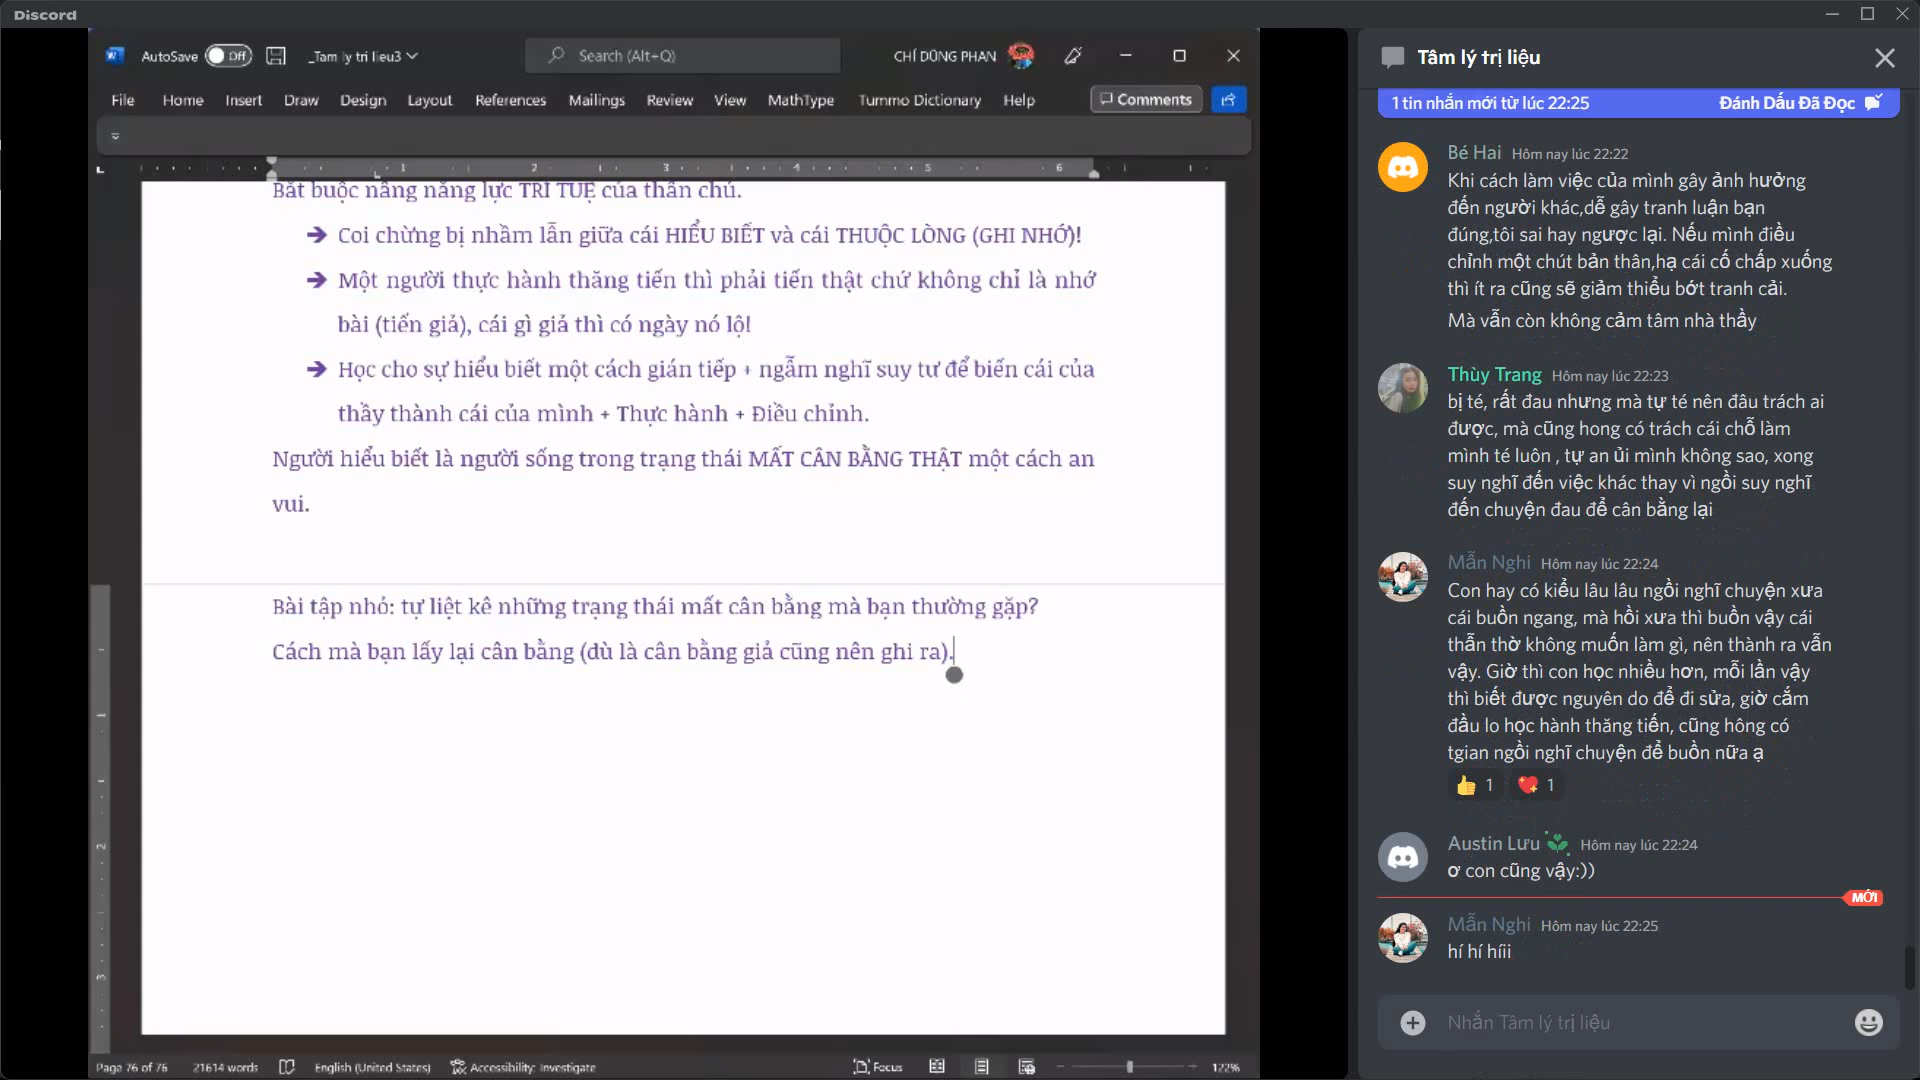 Discord
AutoSave Off _Tam ly tri lieu3 Search (Alt+Q) CHÍ DŨNG PHAN
File Home Insert Draw Design Layout References Mailings Review View MathType Tummo Dictionary Help Comments
1 2 3 4 5 6
Bắt buộc nâng năng lực TRÍ TUỆ của thân chủ.
➔ Coi chừng bị nhầm lẫn giữa cái HIỂU BIẾT và cái THUỘC LÒNG (GHI NHỚ)!
➔ Một người thực hành thăng tiến thì phải tiến thật chứ không chỉ là nhớ
bài (tiến giả), cái gì giả thì có ngày nó lộ!
➔ Học cho sự hiểu biết một cách gián tiếp + ngẫm nghĩ suy tư để biến cái của
thầy thành cái của mình + Thực hành + Điều chỉnh.
Người hiểu biết là người sống trong trạng thái MẤT CÂN BẰNG THẬT một cách an
vui.
Bài tập nhỏ: tự liệt kê những trạng thái mất cân bằng mà bạn thường gặp?
Cách mà bạn lấy lại cân bằng (dù là cân bằng giả cũng nên ghi ra).
1
2
3
Page 76 of 76 21614 words English (United States) Accessibility: Investigate Focus 122%
Tâm lý trị liệu
1 tin nhắn mới từ lúc 22:25 Đánh Dấu Đã Đọc
Bé Hai Hôm nay lúc 22:22
Khi cách làm việc của mình gây ảnh hưởng
đến người khác,dễ gây tranh luận bạn
đúng,tôi sai hay ngược lại. Nếu mình điều
chỉnh một chút bản thân,hạ cái cố chấp xuống
thì ít ra cũng sẽ giảm thiểu bớt tranh cải.
Mà vẫn còn không cảm tâm nhà thầy
Thùy Trang Hôm nay lúc 22:23
bị té, rất đau nhưng mà tự té nên đâu trách ai
được, mà cũng hong có trách cái chỗ làm
mình té luôn , tự an ủi mình không sao, xong
suy nghĩ đến việc khác thay vì ngồi suy nghĩ
đến chuyện đau để cân bằng lại
Mẫn Nghi Hôm nay lúc 22:24
Con hay có kiểu lâu lâu ngồi nghĩ chuyện xưa
cái buồn ngang, mà hồi xưa thì buồn vậy cái
thẫn thờ không muốn làm gì, nên thành ra vẫn
vậy. Giờ thì con học nhiều hơn, mỗi lần vậy
thì biết được nguyên do để đi sửa, giờ cắm
đầu lo học hành thăng tiến, cũng hông có
tgian ngồi nghĩ chuyện để buồn nữa ạ
1 1
Austin Lưu Hôm nay lúc 22:24
ơ con cũng vậy:))
MỚI
Mẫn Nghi Hôm nay lúc 22:25
hí hí híii
Nhắn Tâm lý trị liệu